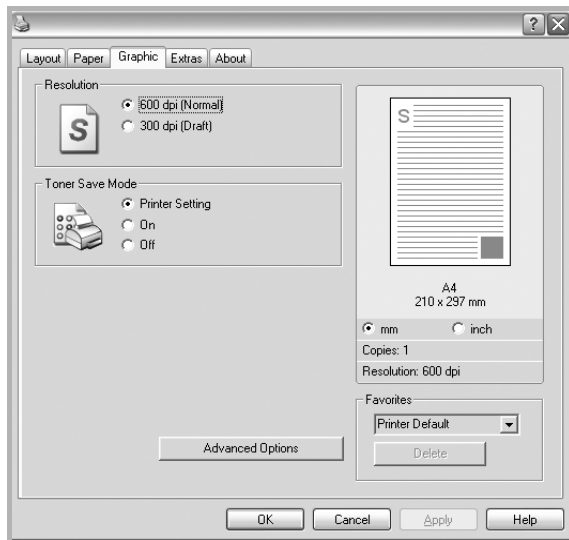 Layout Paper Graphic Extras About
Resolution
S
600 dpi (Normal)
300 dpi (Draft)
Toner Save Mode
Printer Setting
On
Off
Advanced Options
S
A4
210 x 297 mm
mm inch
Copies: 1
Resolution: 600 dpi
Favorites
Printer Default
Delete
OK Cancel Apply Help